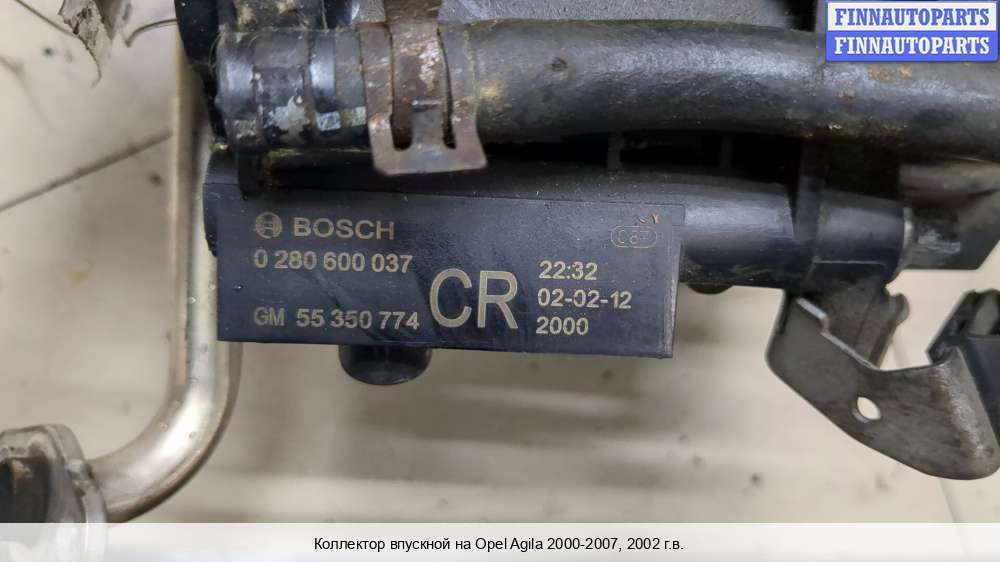 FINNAUTOPARTS
FINNAUTOPARTS
BOSCH
0 280 600 037
GM 55 350 774
CR
22:32
02-02-12
2000
Коллектор впускной на Opel Agila 2000-2007, 2002 г.в.